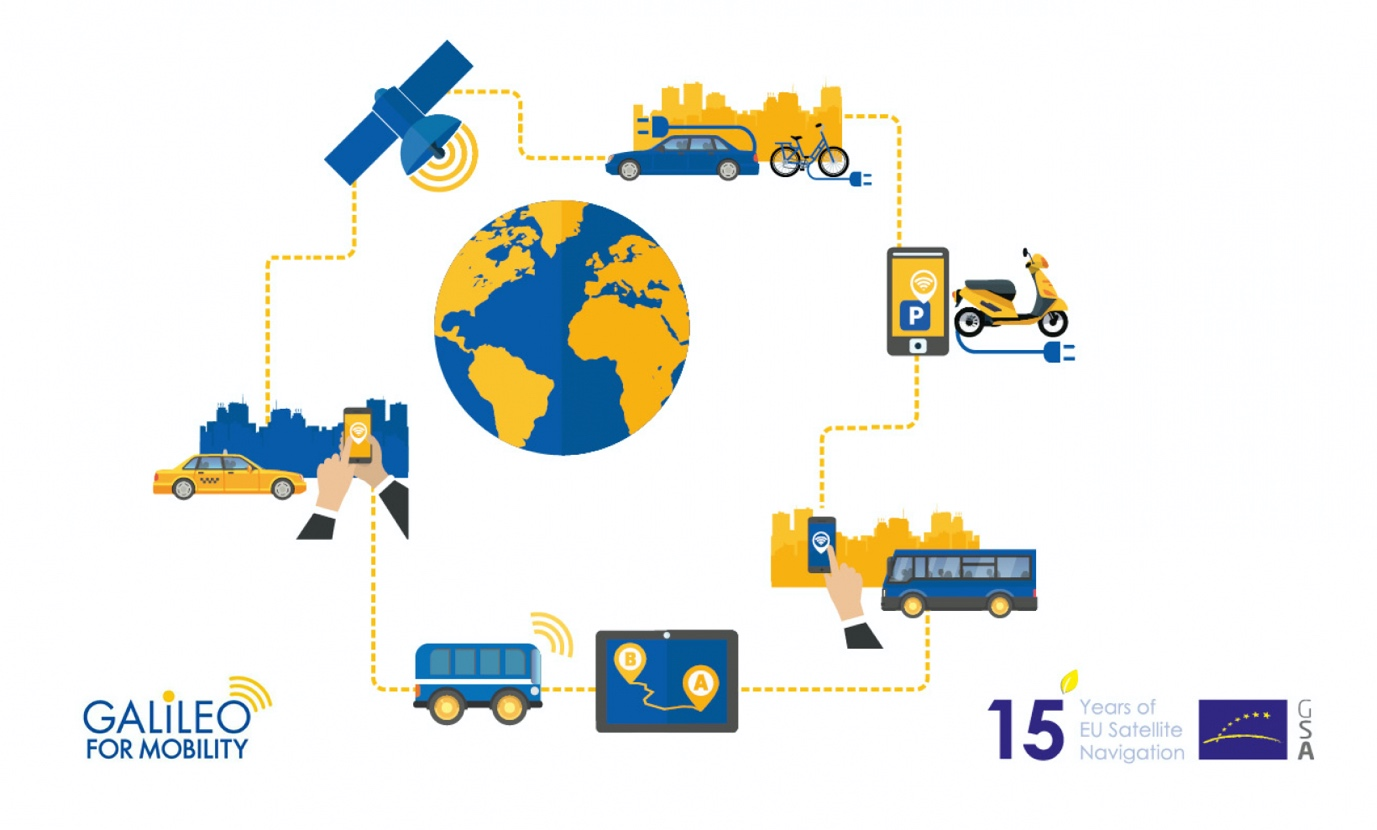 P
B
A
GALILEO
FOR MOBILITY
15
Years of
EU Satellite
Navigation
GSA